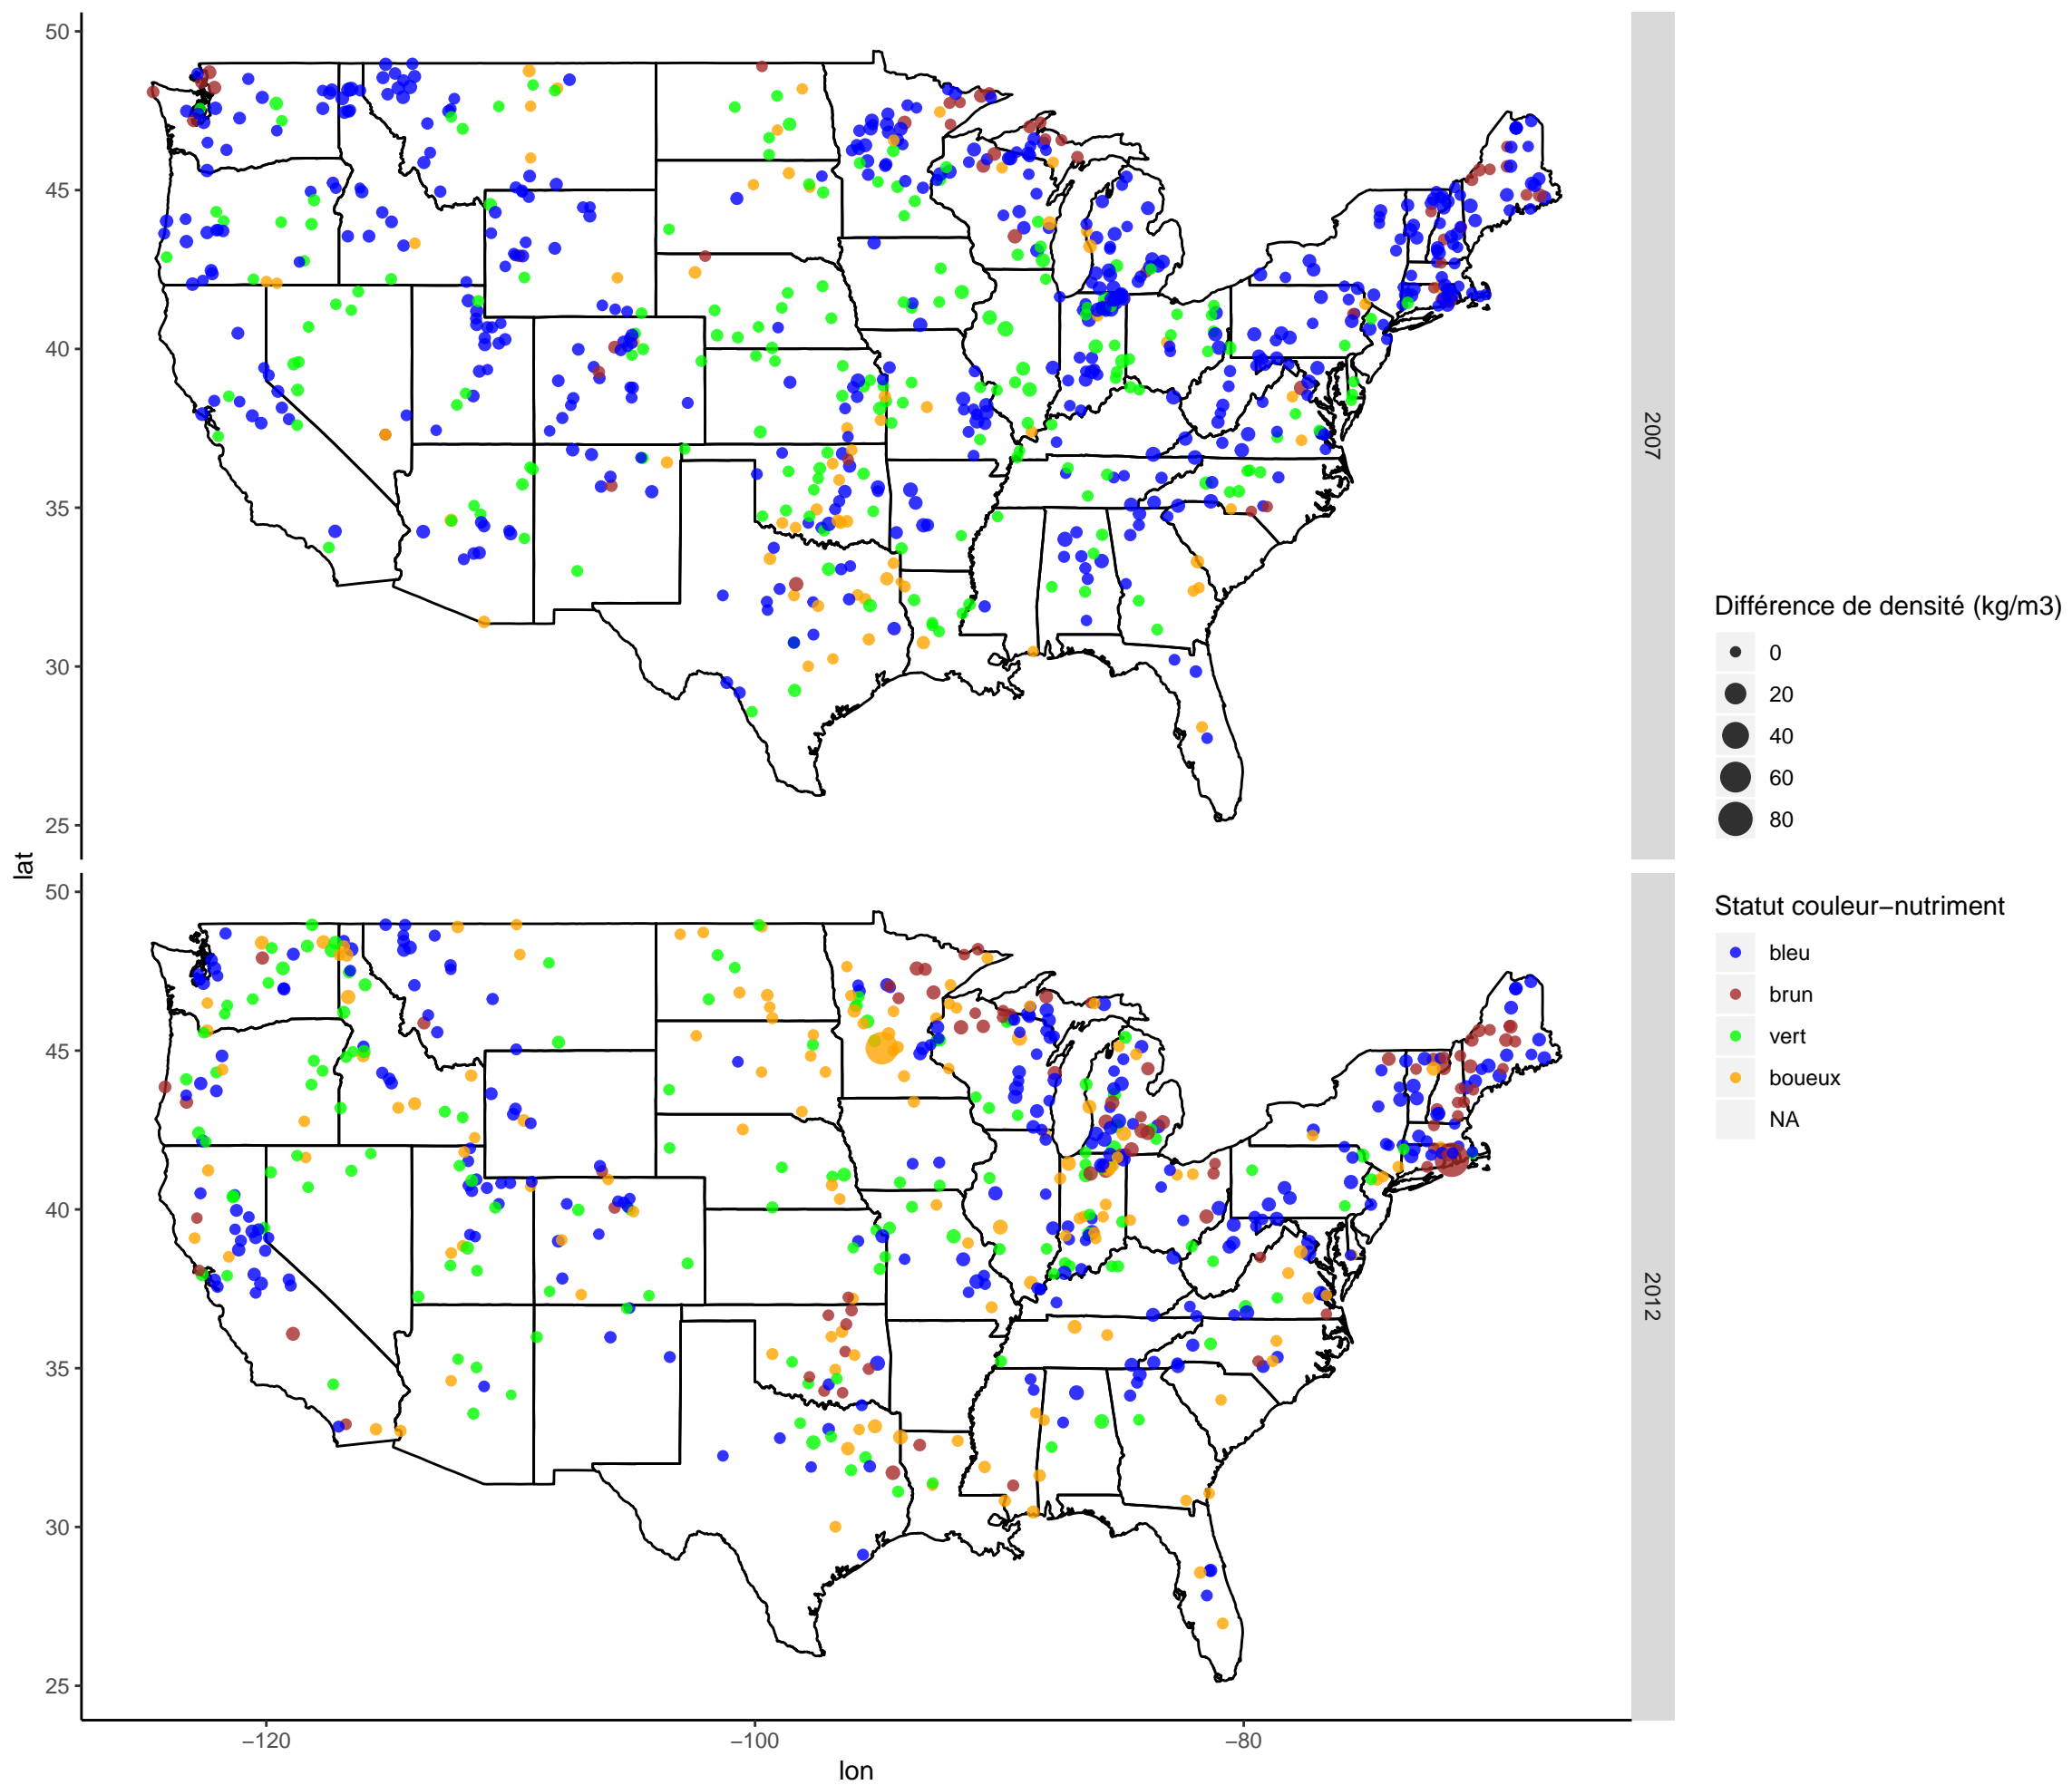 50
45
40
35
30
25
2007
lat
50
45
40
35
30
25
2012
−120
−100
−80
lon
Différence de densité (kg/m3)
0
20
40
60
80
Statut couleur−nutriment
bleu
brun
vert
boueux
NA